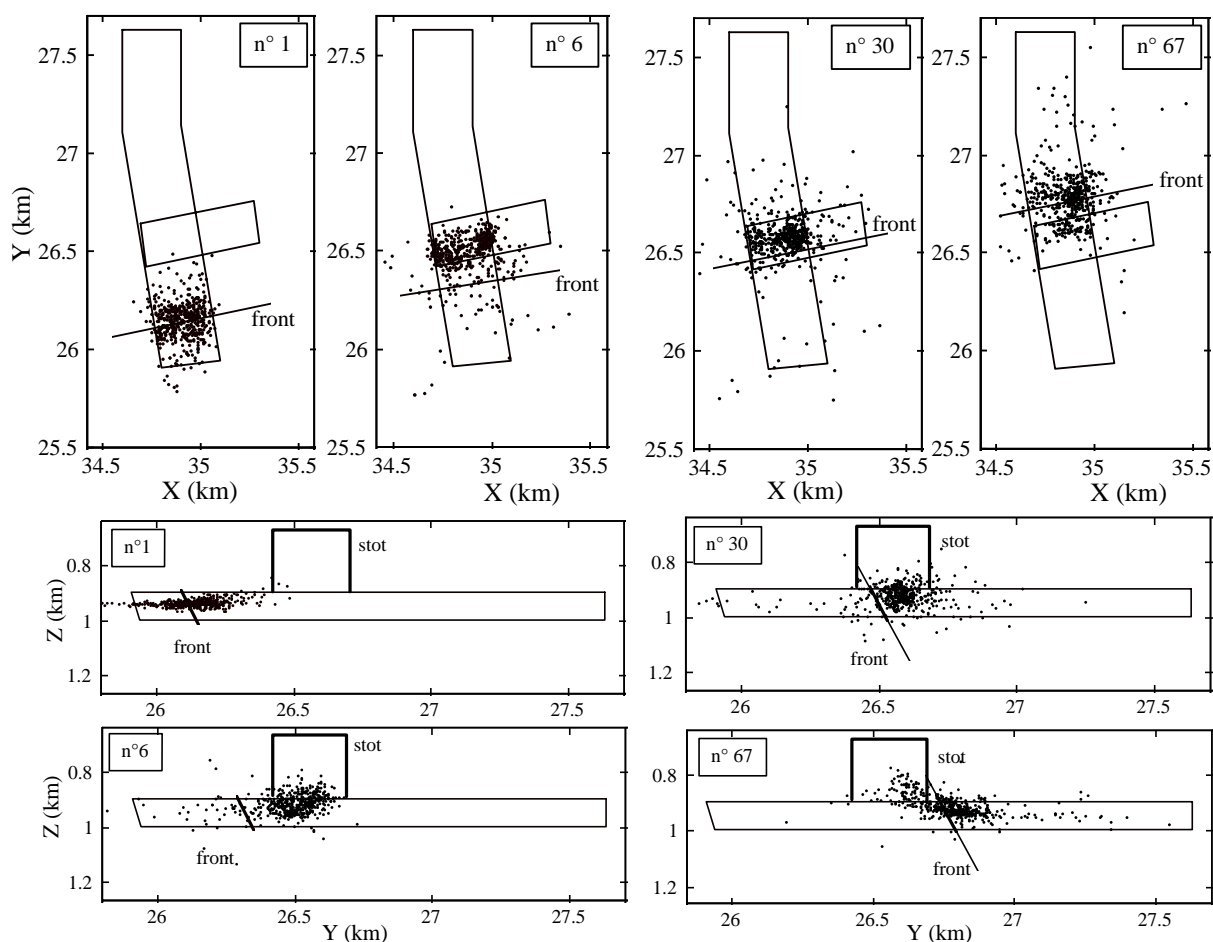 n° 1
n° 6
n° 30
n° 67
27.5
27
26.5
26
25.5
27.5
27
26.5
26
25.5
27.5
27
26.5
26
25.5
27.5
27
26.5
26
25.5
Y (km)
front
front
front
front
34.5 35 35.5
34.5 35 35.5
34.5 35 35.5
34.5 35 35.5
X (km)
X (km)
X (km)
X (km)
n°1
stot
front
0.8
1
1.2
Z (km)
26 26.5 27 27.5
n° 30
stot
front
0.8
1
1.2
26 26.5 27 27.5
n°6
stot
front
0.8
1
1.2
Z (km)
26 26.5 27 27.5
Y (km)
n° 67
stot
front
0.8
1
1.2
26 26.5 27 27.5
Y (km)